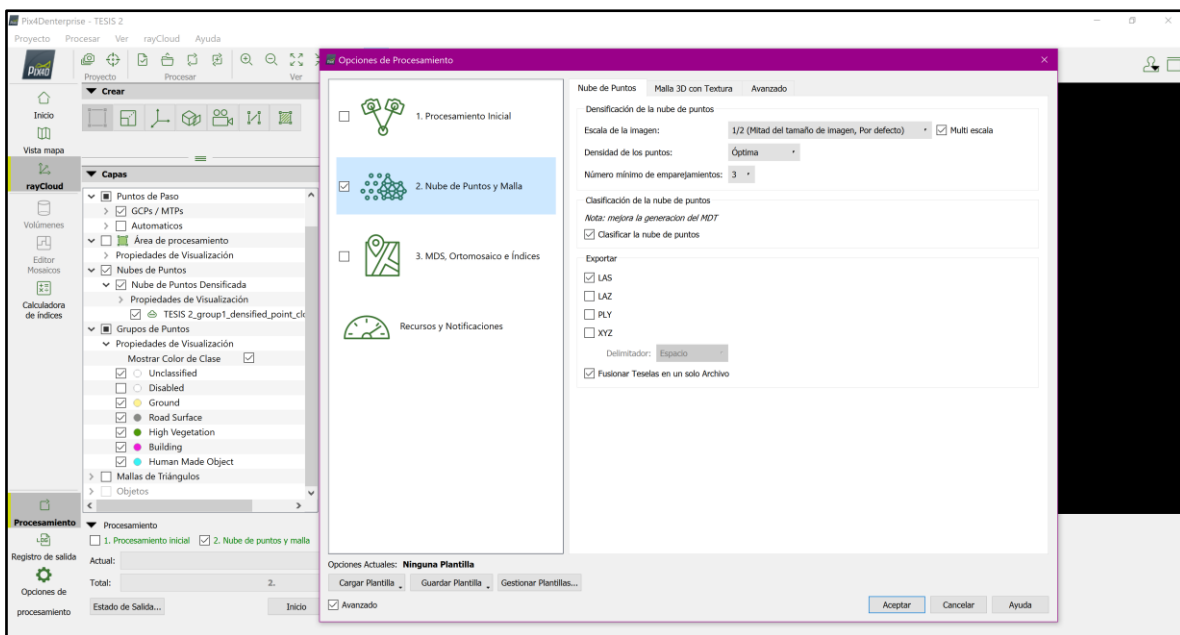 Pix4Denterprise - TESIS 2
Proyecto Procesar Ver rayCloud Ayuda
PIX4D
Proyecto Procesar Ver
Inicio
Vista mapa
rayCloud
Volúmenes
Editor
Mosaicos
Calculadora
de índices
Procesamiento
Registro de salida
Opciones de
procesamiento
Crear
Capas
Puntos de Paso
GCPs / MTPs
Automaticos
Área de procesamiento
Propiedades de Visualización
Nubes de Puntos
Nube de Puntos Densificada
Propiedades de Visualización
TESIS 2_group1_densified_point_clo
Grupos de Puntos
Propiedades de Visualización
Mostrar Color de Clase
Unclassified
Disabled
Ground
Road Surface
High Vegetation
Building
Human Made Object
Mallas de Triángulos
Objetos
Procesamiento
1. Procesamiento inicial 2. Nube de puntos y malla
Actual:
Total: 2.
Estado de Salida... Inicio
Opciones de Procesamiento
1. Procesamiento Inicial
2. Nube de Puntos y Malla
3. MDS, Ortomosaico e Índices
Recursos y Notificaciones
Nube de Puntos Malla 3D con Textura Avanzado
Densificación de la nube de puntos
Escala de la imagen: 1/2 (Mitad del tamaño de imagen, Por defecto) Multi escala
Densidad de los puntos: Óptima
Número mínimo de emparejamientos: 3
Clasificación de la nube de puntos
Nota: mejora la generacion del MDT
Clasificar la nube de puntos
Exportar
LAS
LAZ
PLY
XYZ
Delimitador: Espacio
Fusionar Teselas en un solo Archivo
Opciones Actuales: Ninguna Plantilla
Cargar Plantilla Guardar Plantilla Gestionar Plantillas...
Avanzado
Aceptar Cancelar Ayuda